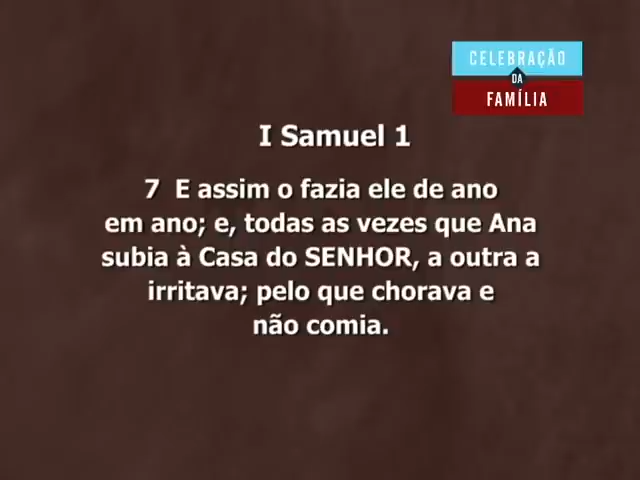 CELEBRAÇÃO
DA
FAMÍLIA
I Samuel 1
7 E assim o fazia ele de ano
em ano; e, todas as vezes que Ana
subia à Casa do SENHOR, a outra a
irritava; pelo que chorava e
não comia.